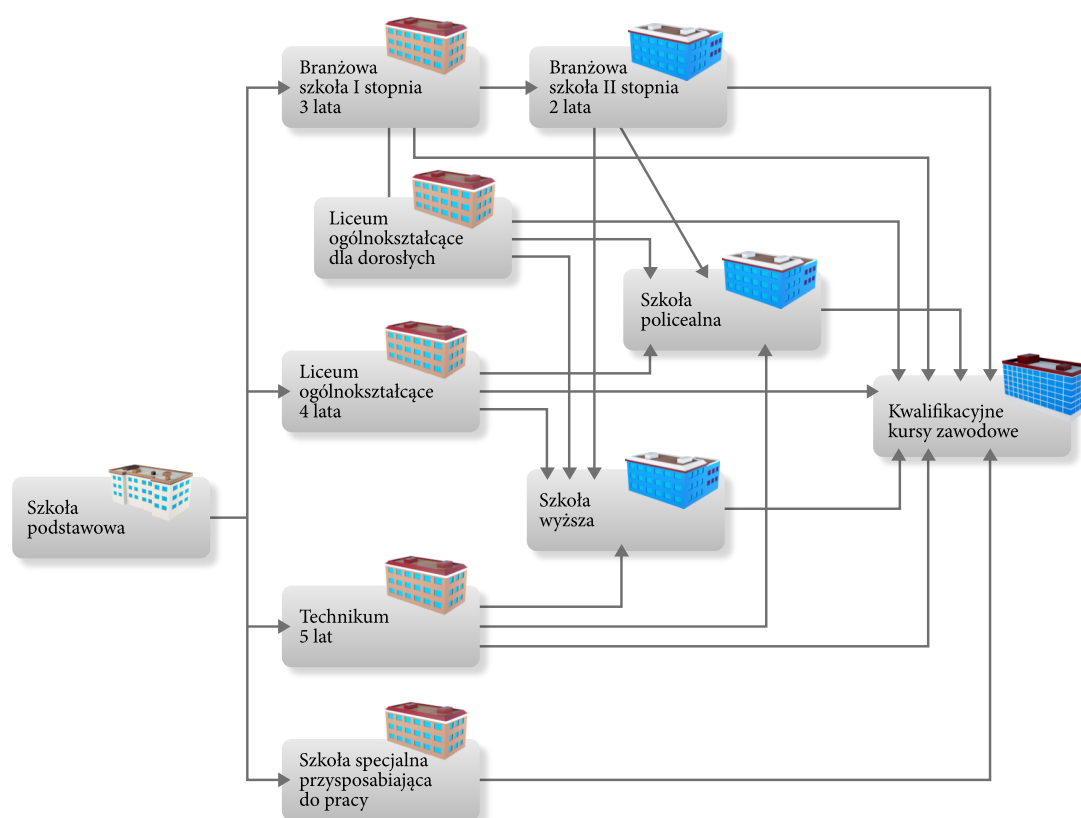 Branżowa
szkoła I stopnia
3 lata
Branżowa
szkoła II stopnia
2 lata
Liceum
ogólnokształcące
dla dorosłych
Szkoła
policealna
Liceum
ogólnokształcące
4 lata
Kwalifikacyjne
kursy zawodowe
Szkoła
podstawowa
Szkoła
wyższa
Technikum
5 lat
Szkoła specjalna
przysposabiająca
do pracy